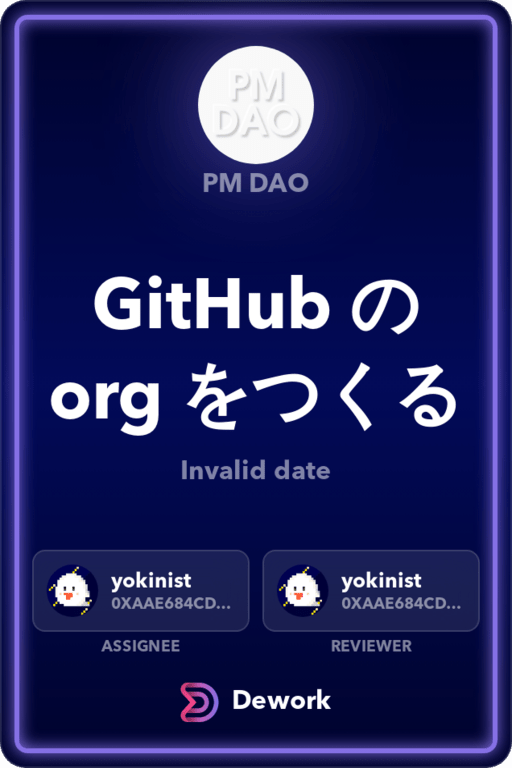 PM
DAO
PM DAO
GitHub の
org をつくる
Invalid date
yokinist
0XAAE684CD...
yokinist
0XAAE684CD...
ASSIGNEE
REVIEWER
Dework